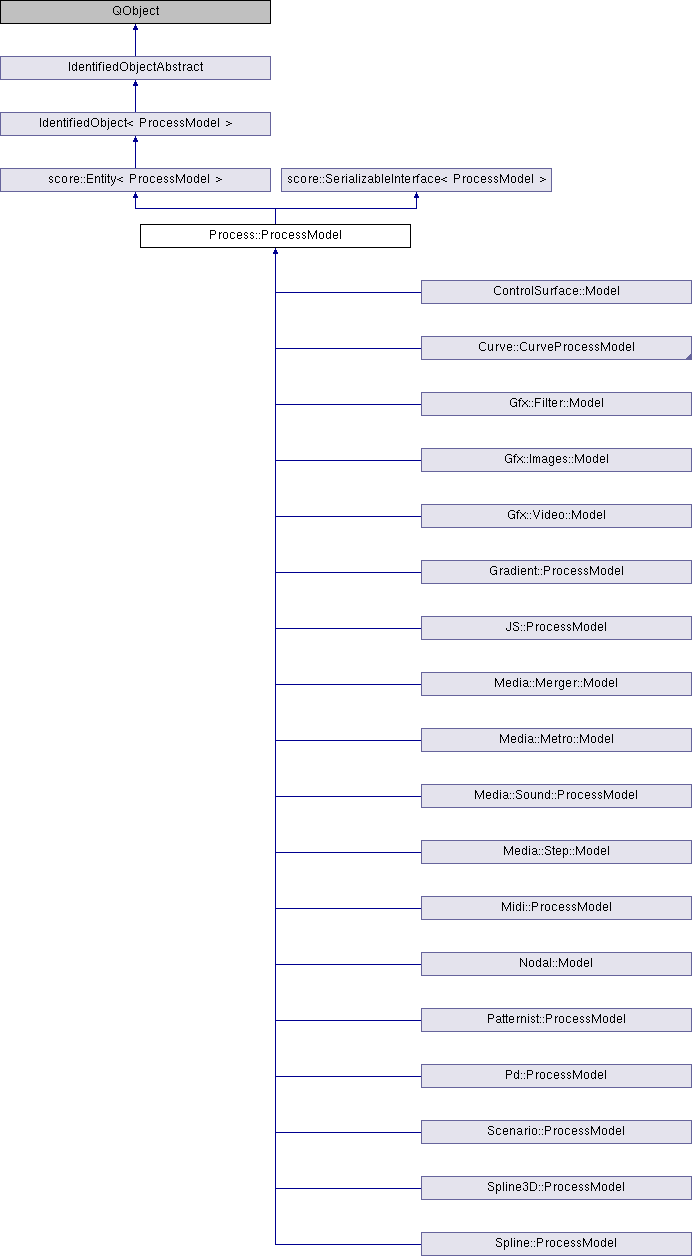 QObject
IdentifiedObjectAbstract
IdentifiedObject< ProcessModel >
score::Entity< ProcessModel >
score::SerializableInterface< ProcessModel >
Process::ProcessModel
ControlSurface::Model
Curve::CurveProcessModel
Gfx::Filter::Model
Gfx::Images::Model
Gfx::Video::Model
Gradient::ProcessModel
JS::ProcessModel
Media::Merger::Model
Media::Metro::Model
Media::Sound::ProcessModel
Media::Step::Model
Midi::ProcessModel
Nodal::Model
Patternist::ProcessModel
Pd::ProcessModel
Scenario::ProcessModel
Spline3D::ProcessModel
Spline::ProcessModel